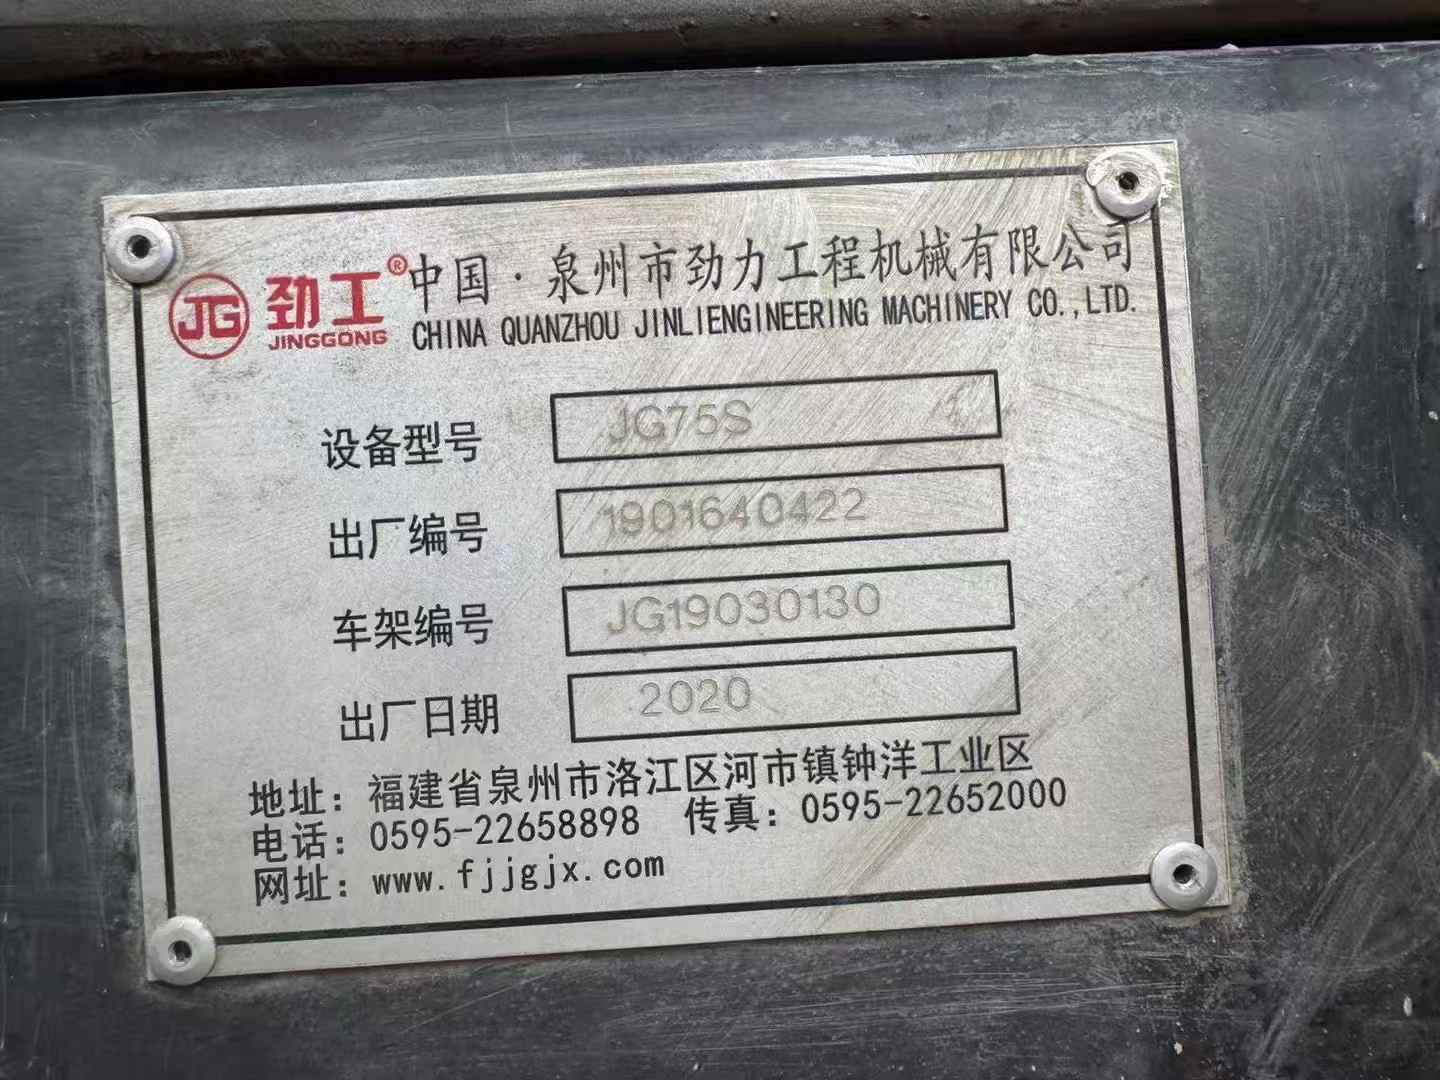 JG 劲工® 中国·泉州市劲力工程机械有限公司
JINGGONG CHINA QUANZHOU JINLIENGINEERING MACHINERY CO.,LTD.
设备型号 JG75S
出厂编号 1901640422
车架编号 JG19030130
出厂日期 2020
地址：福建省泉州市洛江区河市镇钟洋工业区
电话：0595-22658898 传真：0595-22652000
网址：www.fjjgjx.com